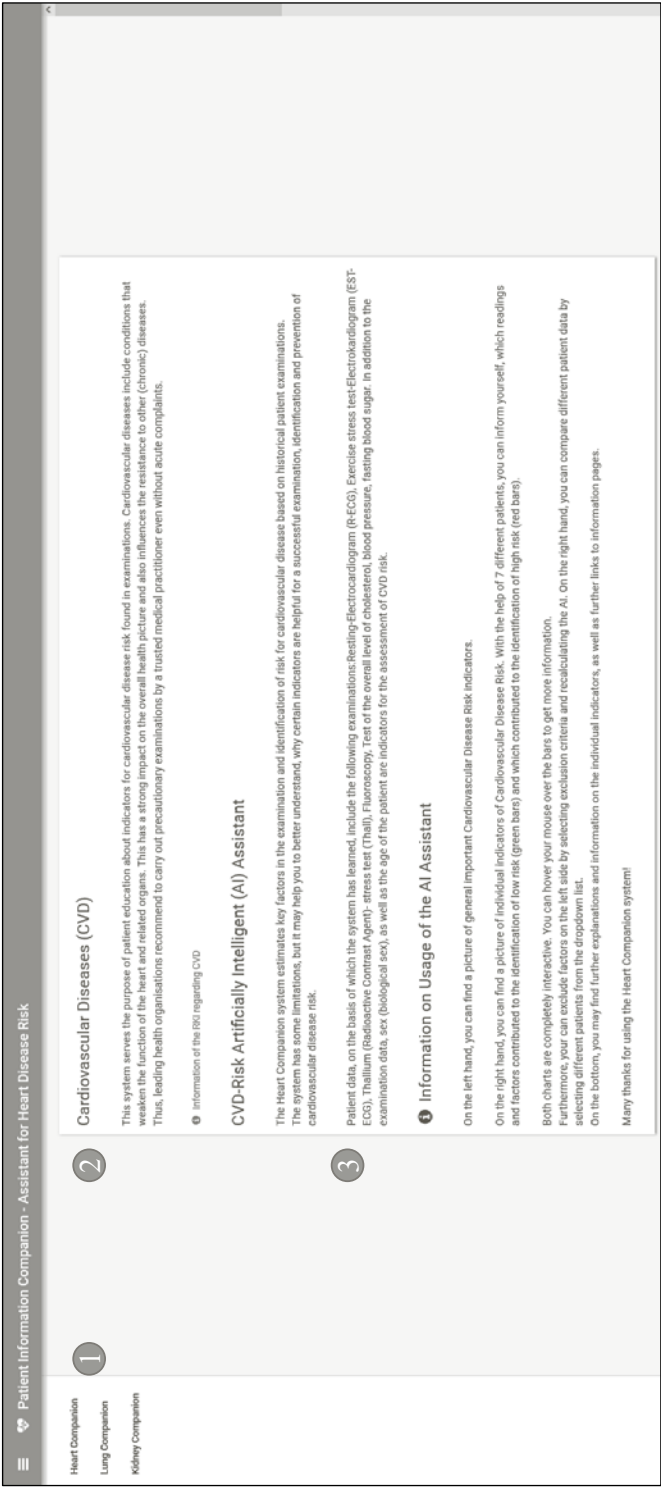 Patient Information Companion - Assistant for Heart Disease Risk
Heart Companion
Lung Companion
Kidney Companion
1
2
Cardiovascular Diseases (CVD)
This system serves the purpose of patient education about indicators for cardiovascular disease risk found in examinations. Cardiovascular diseases include conditions that
weaken the function of the heart and related organs. This has a strong impact on the overall health picture and also influences the resistance to other (chronic) diseases.
Thus, leading health organisations recommend to carry out precautionary examinations by a trusted medical practitioner even without acute complaints.
Information of the RKI regarding CVD
CVD-Risk Artificially Intelligent (AI) Assistant
The Heart Companion system estimates key factors in the examination and identification of risk for cardiovascular disease based on historical patient examinations.
The system has some limitations, but it may help you to better understand, why certain indicators are helpful for a successful examination, identification and prevention of
cardiovascular disease risk.
3
Patient data, on the basis of which the system has learned, include the following examinations:Resting-Electrocardiogram (R-ECG), Exercise stress test-Electrokardiogram (EST-
ECG), Thallium (Radioactive Contrast Agent)- stress test (Thall), Fluoroscopy, Test of the overall level of cholesterol, blood pressure, fasting blood sugar. In addition to the
examination data, sex (biological sex), as well as the age of the patient are indicators for the assessment of CVD risk.
Information on Usage of the AI Assistant
On the left hand, you can find a picture of general important Cardiovascular Disease Risk indicators.
On the right hand, you can find a picture of individual indicators of Cardiovascular Disease Risk. With the help of 7 different patients, you can inform yourself, which readings
and factors contributed to the identification of low risk (green bars) and which contributed to the identification of high risk (red bars).
Both charts are completely interactive. You can hover your mouse over the bars to get more information.
Furthermore, your can exclude factors on the left side by selecting exclusion criteria and recalculating the AI. On the right hand, you can compare different patient data by
selecting different patients from the dropdown list.
On the bottom, you may find further explanations and information on the individual indicators, as well as further links to information pages.
Many thanks for using the Heart Companion system!